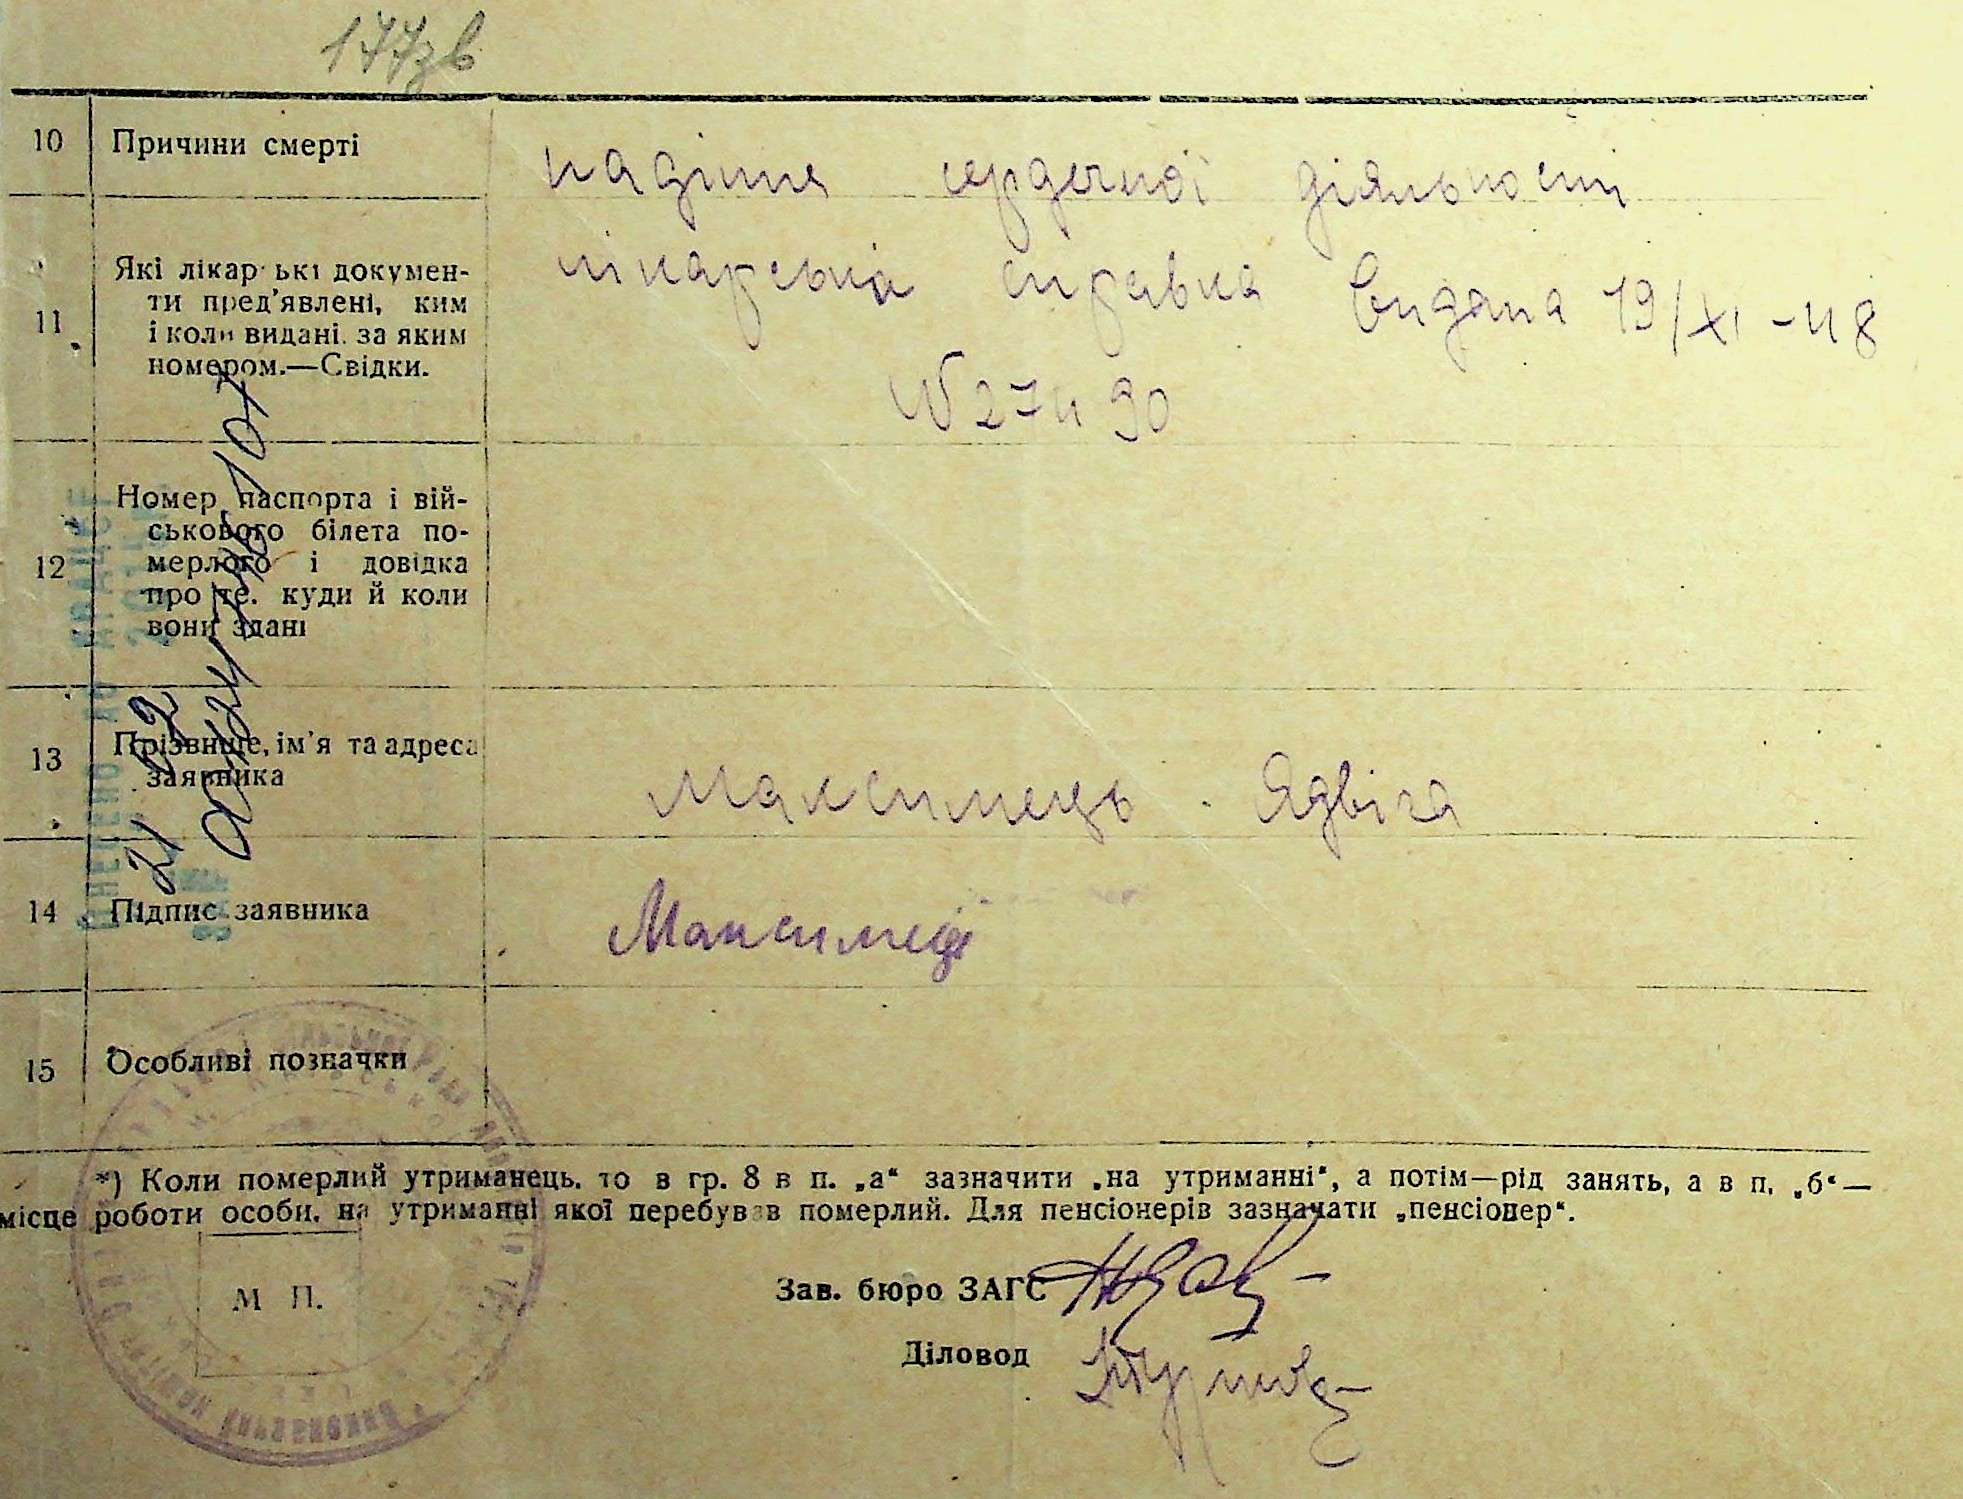 177зв
10 Причини смерті падіння сердечної діяльности
11 Які лікарські докумен-
ти пред'явлені, ким
і коли видані, за яким
номером.—Свідки.
лікарська справка видана 19/XI -48
№ 27490
12 Номер паспорта і вій-
ськового білета по-
мерлого і довідка
про те, куди й коли
вони здані
13 Прізвище, ім'я та адреса
заявника
Максимець Ядвіга
14 Підпис заявника Максимець
15 Особливі позначки
*) Коли померлий утриманець, то в гр. 8 в п. „а“ зазначити „на утриманні“, а потім—рід занять, а в п. „б“—
місце роботи особи, на утриманні якої перебував померлий. Для пенсіонерів зазначати „пенсіонер“.
М П.
Зав. бюро ЗАГС
Діловод